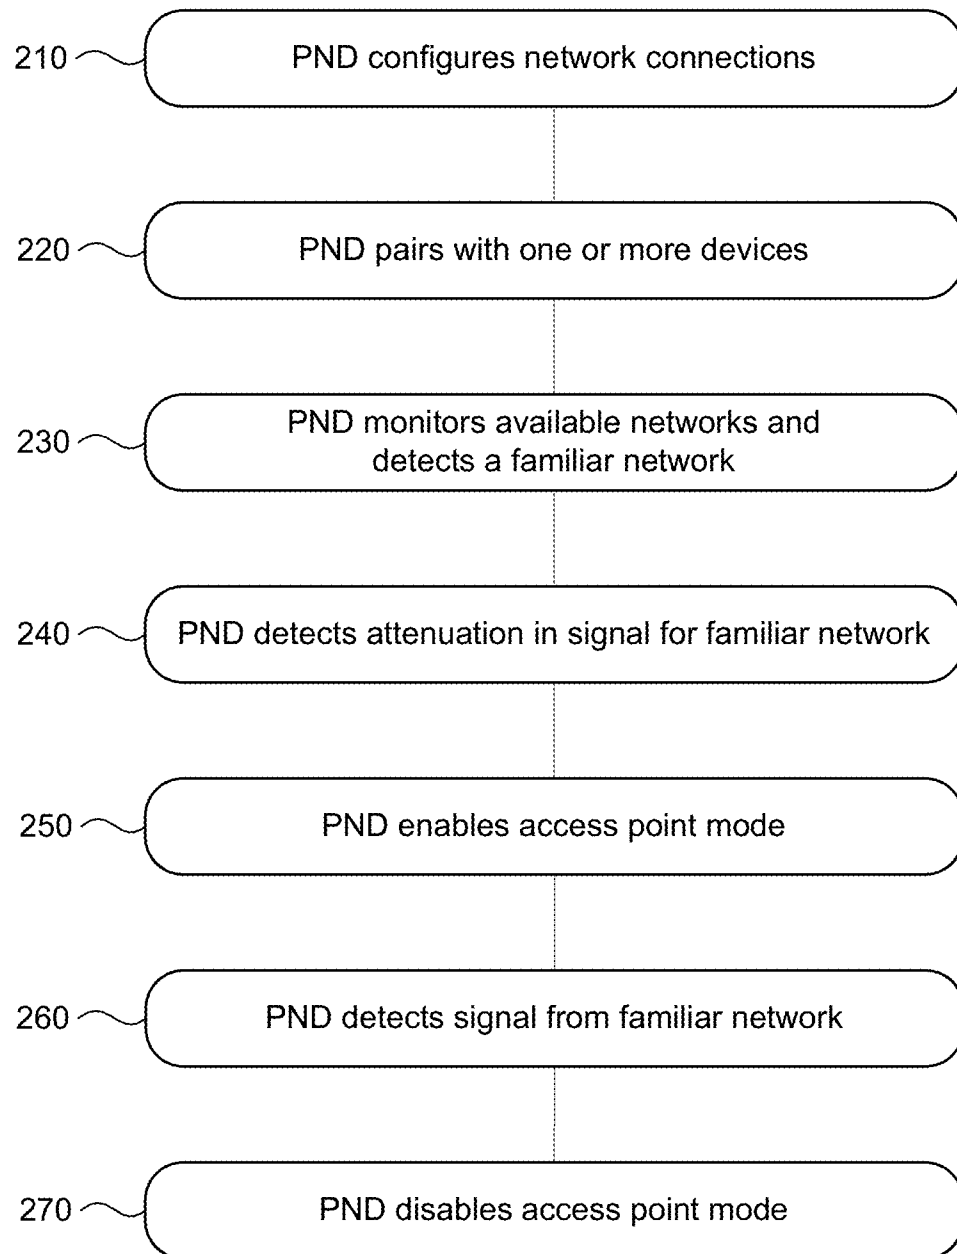 210 PND configures network connections
220 PND pairs with one or more devices
230 PND monitors available networks and
detects a familiar network
240 PND detects attenuation in signal for familiar network
250 PND enables access point mode
260 PND detects signal from familiar network
270 PND disables access point mode